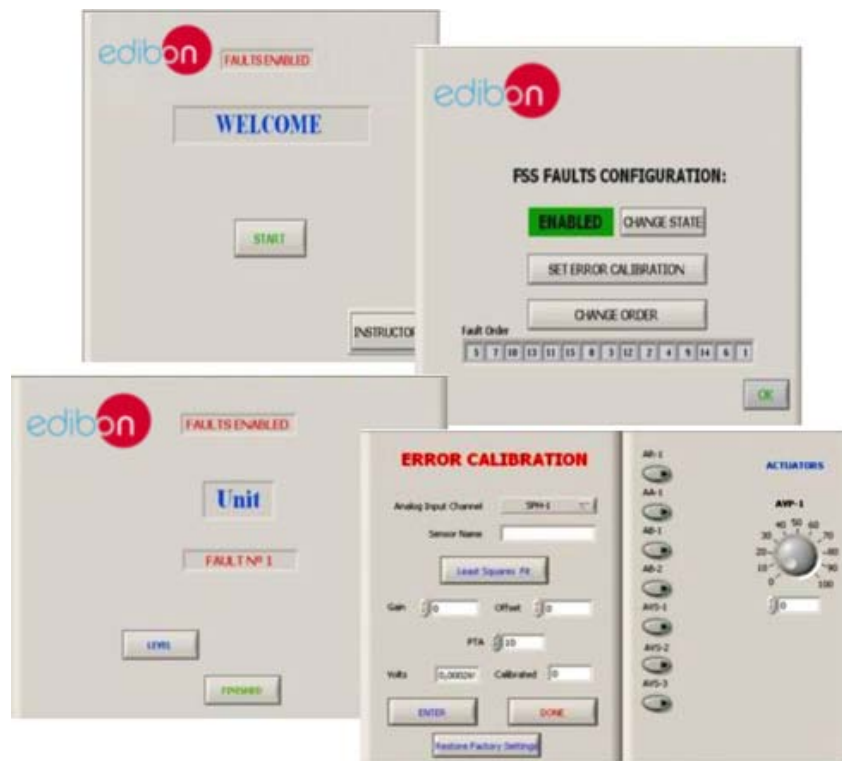 edibon
FAULTS ENABLED
WELCOME
START
INSTRUCTOR
edibon
FSS FAULTS CONFIGURATION:
ENABLED CHANGE STATE
SET ERROR CALIBRATION
CHANGE ORDER
Fault Order
5 7 10 13 11 15 8 3 12 2 4 9 14 6 1
OK
edibon
FAULTS ENABLED
Unit
FAULT Nº 1
LEVEL
FINISHED
ERROR CALIBRATION
Analog Input Channel SPH-1
Sensor Name
Least Squares Fit
Gain 0 Offset 0
PTA 10
Volts Calibrated 0
ENTER DONE
Restore Factory Settings
AR-1
AA-1
AB-1
AB-2
AVS-1
AVS-2
AVS-3
ACTUATORS
AVP-1
0 10 20 30 40 50 60 70 80 90 100
0